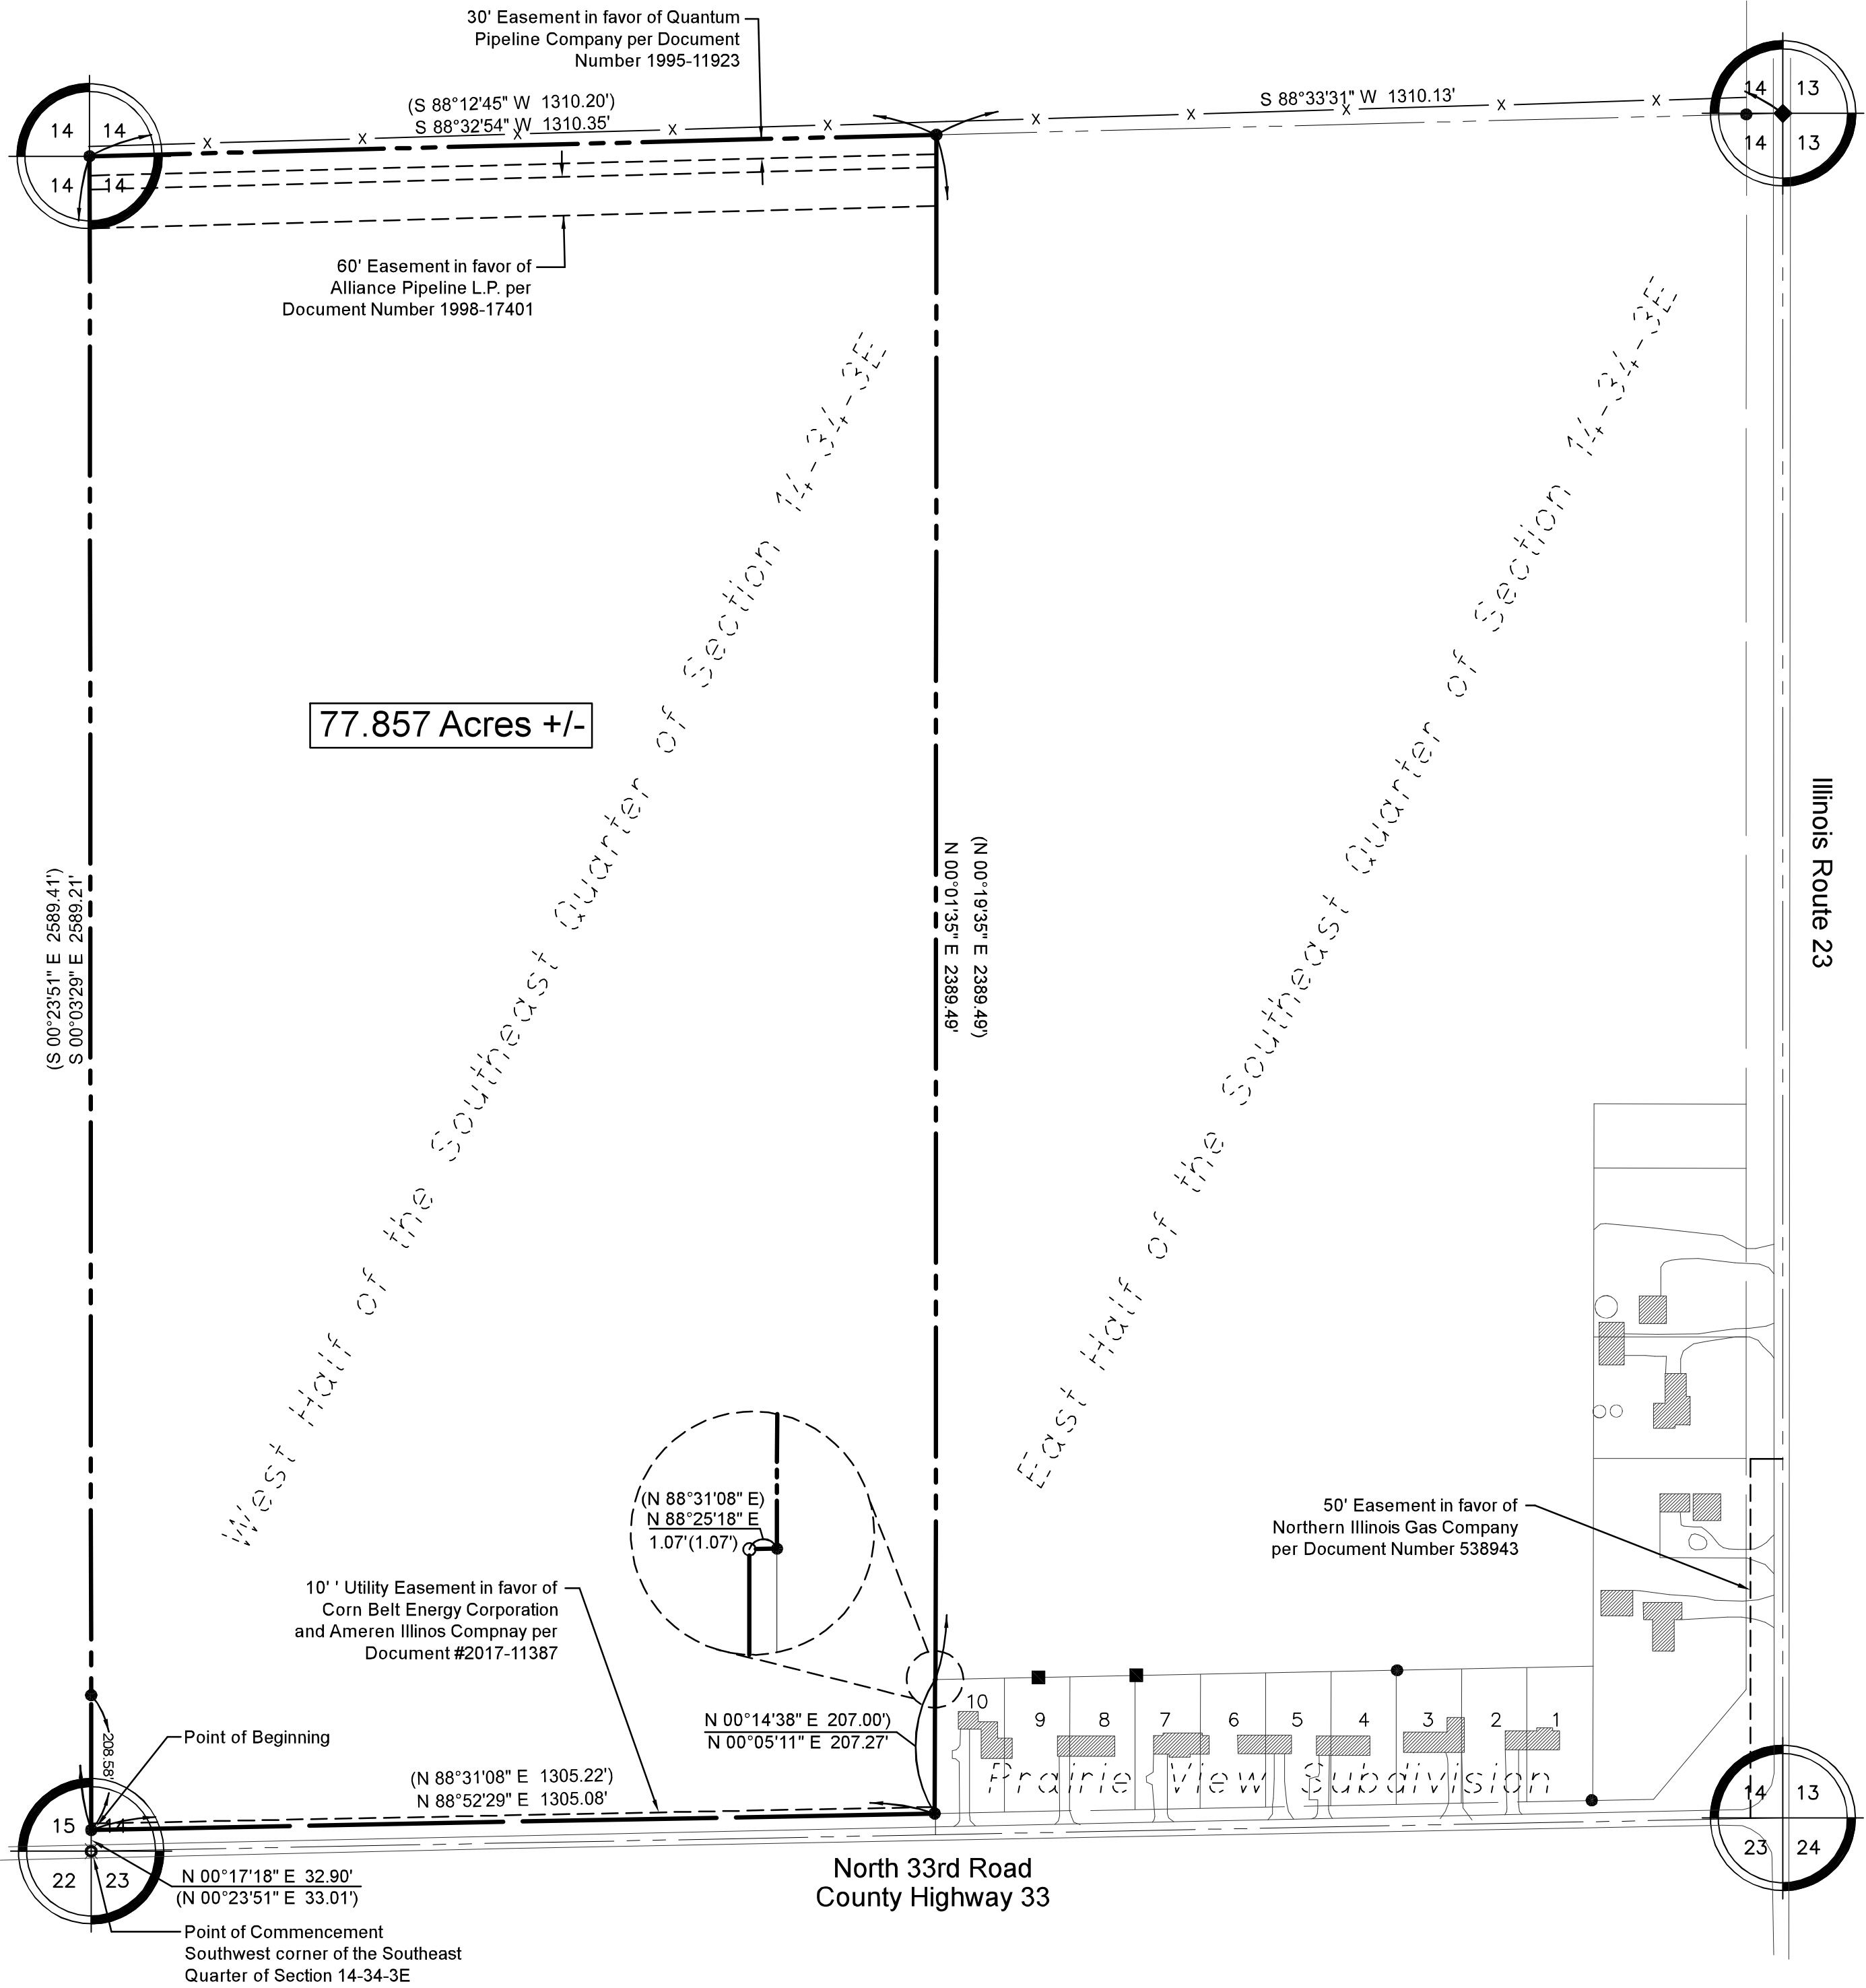 30' Easement in favor of Quantum
Pipeline Company per Document
Number 1995-11923
(S 88°12'45" W 1310.20')
S 88°32'54" W 1310.35'
S 88°33'31" W 1310.13'
X X X X X X X X X X
14 14
14 14
14 13
14 13
60' Easement in favor of
Alliance Pipeline L.P. per
Document Number 1998-17401
West Half of the Southeast Quarter of Section 14-34-3E
East Half of the Southeast Quarter of Section 14-34-3E
77.857 Acres +/-
Illinois Route 23
(S 00°23'51" E 2589.41')
S 00°03'29" E 2589.21'
(N 00°19'35" E 2389.49')
N 00°01'35" E 2389.49'
(N 88°31'08" E)
N 88°25'18" E
1.07'(1.07')
50' Easement in favor of
Northern Illinois Gas Company
per Document Number 538943
10' ' Utility Easement in favor of
Corn Belt Energy Corporation
and Ameren Illinos Compnay per
Document #2017-11387
N 00°14'38" E 207.00')
N 00°05'11" E 207.27'
10 9 8 7 6 5 4 3 2 1
Prairie View Subdivision
208.58'
Point of Beginning
(N 88°31'08" E 1305.22')
N 88°52'29" E 1305.08'
15 14
22 23
14 13
23 24
N 00°17'18" E 32.90'
(N 00°23'51" E 33.01')
North 33rd Road
County Highway 33
Point of Commencement
Southwest corner of the Southeast
Quarter of Section 14-34-3E